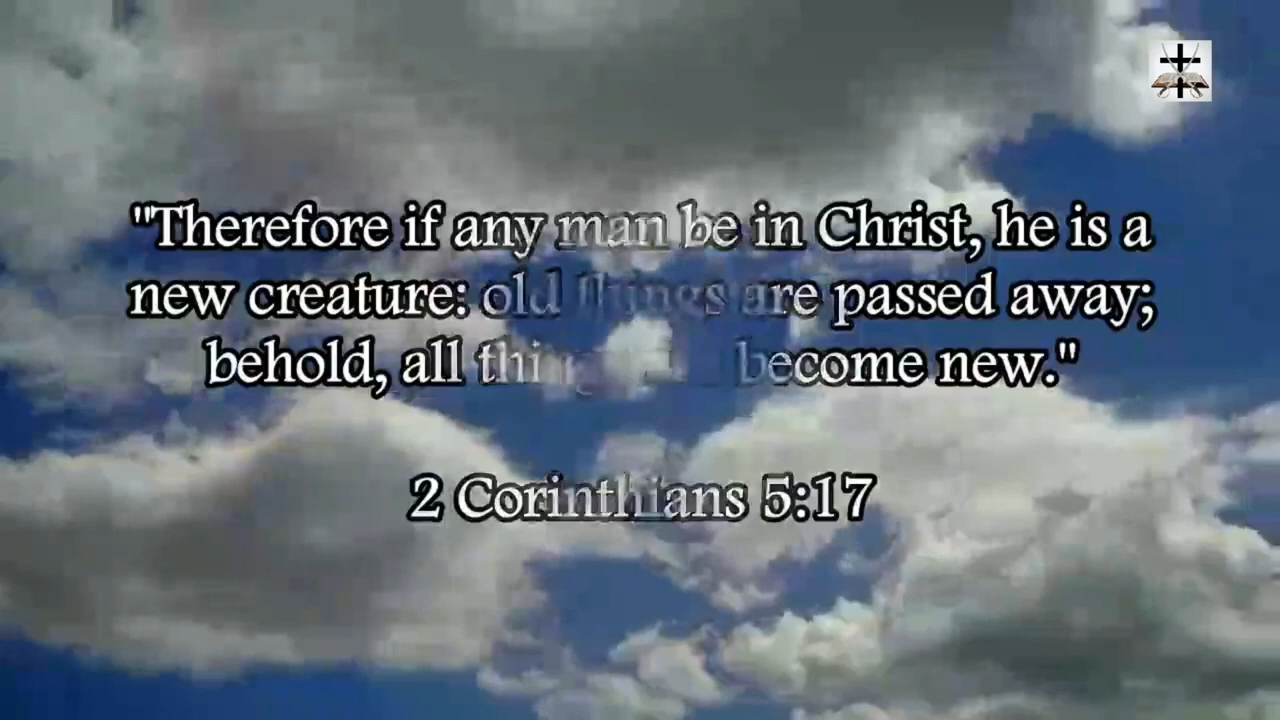 "Therefore if any man be in Christ, he is a
new creature: old things are passed away;
behold, all things become new."
2 Corinthians 5:17